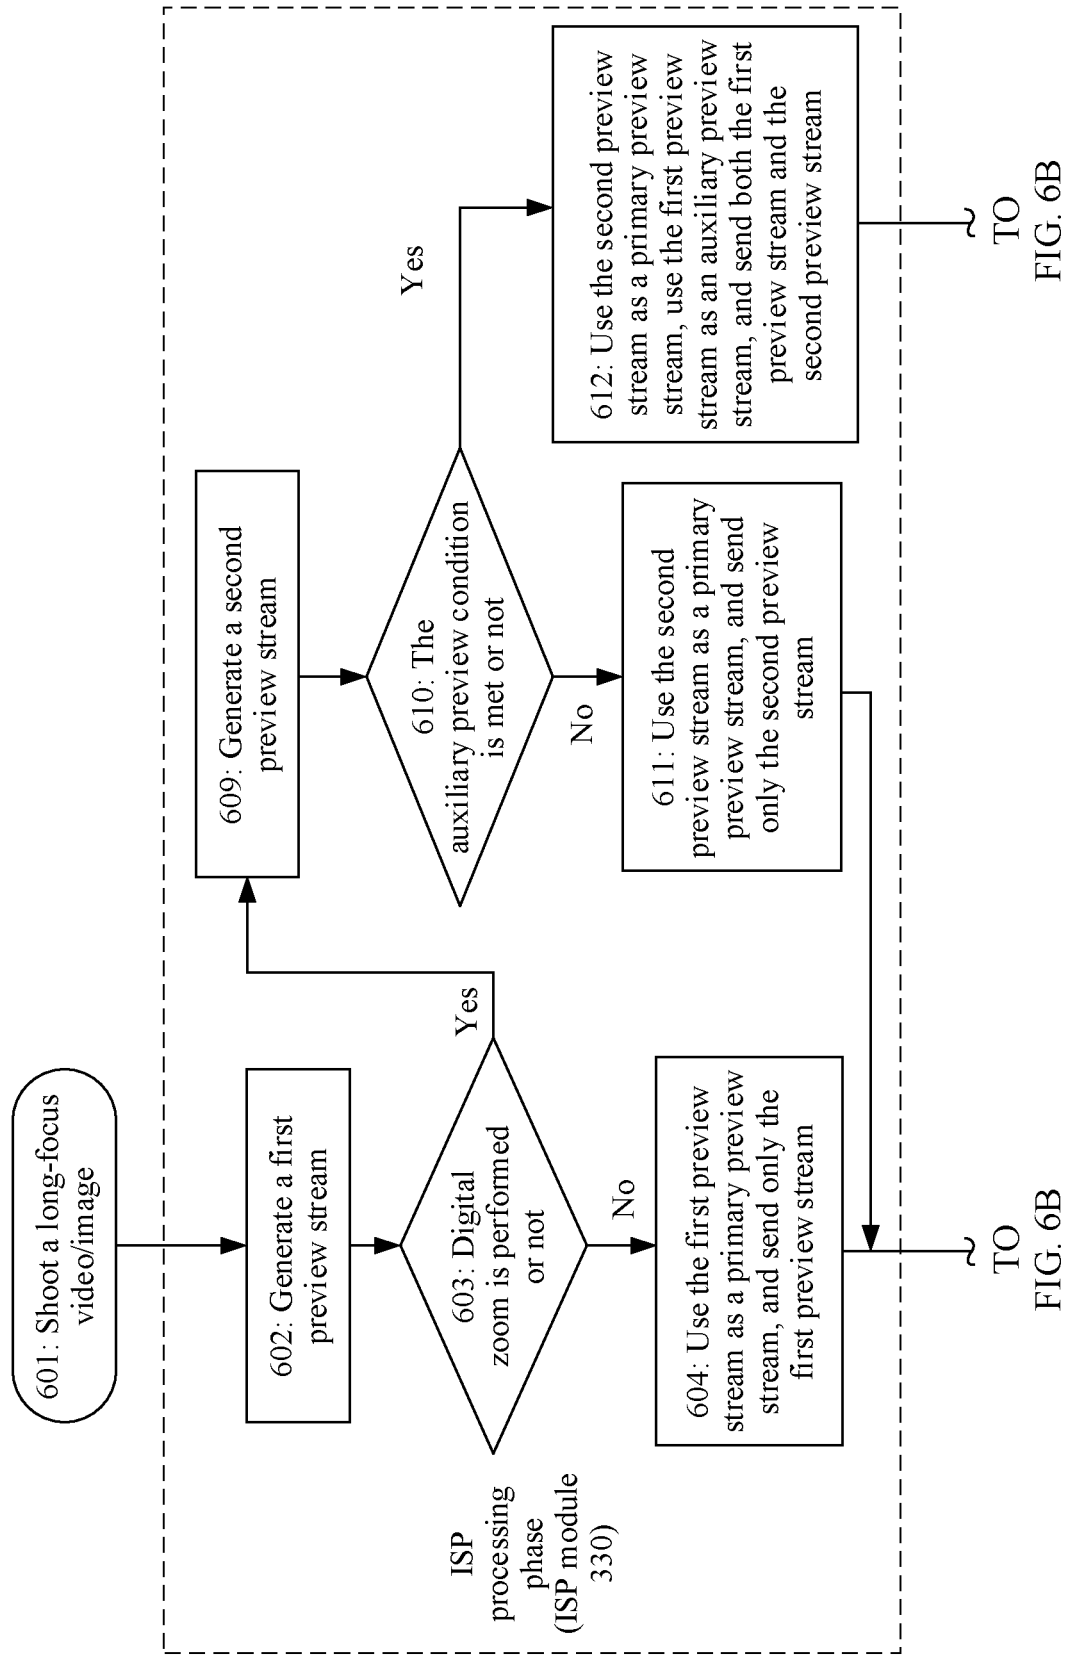 601: Shoot a long-focus
video/image
602: Generate a first
preview stream
603: Digital
zoom is performed
or not
Yes
No
604: Use the first preview
stream as a primary preview
stream, and send only the
first preview stream
ISP
processing
phase
(ISP module
330)
609: Generate a second
preview stream
610: The
auxiliary preview condition
is met or not
Yes
No
611: Use the second
preview stream as a primary
preview stream, and send
only the second preview
stream
612: Use the second preview
stream as a primary preview
stream, use the first preview
stream as an auxiliary preview
stream, and send both the first
preview stream and the
second preview stream
TO
FIG. 6B
TO
FIG. 6B